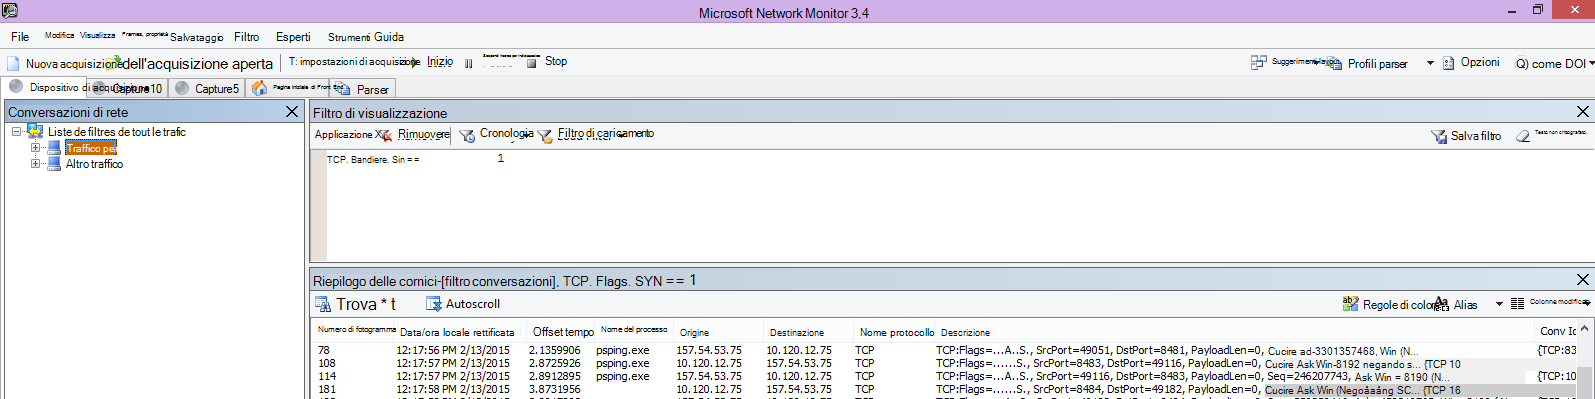 Microsoft Network Monitor 3,4
File Modifica Visualizza Frames, proprietà Salvataggio Filtro Esperti Strumenti Guida
Nuova acquisizione dell'acquisizione aperta T: impostazioni di acquisizione Inizio Stop Suggerimenti layout Profili parser Opzioni Q) come DOI
Dispositivo di acquisizione Capture10 Capture5 Pagina iniziale di Front End Parser
Conversazioni di rete
Liste de filtres de tout le trafic
Traffico pe
Altro traffico
Filtro di visualizzazione
Applicazione Rimuovere Cronologia Filtro di caricamento Salva filtro Testo non crittografato.
TCP. Bandiere. Sin == 1
Riepilogo delle cornici-[filtro conversazioni], TCP. Flags. SYN == 1
Trova * t Autoscroll Regole di colore Alias Colonne modifica
Numero di fotogramma Data/ora locale rettificata Offset tempo Nome del processo Origine Destinazione Nome protocollo Descrizione Conv Id
78 12:17:56 PM 2/13/2015 2.1359906 psping.exe 157.54.53.75 10.120.12.75 TCP TCP:Flags=...A..S., SrcPort=49051, DstPort=8481, PayloadLen=0, Cucire ad-3301357468, Win (N... {TCP:83
108 12:17:57 PM 2/13/2015 2.8725926 psping.exe 10.120.12.75 157.54.53.75 TCP TCP:Flags=......S., SrcPort=8483, DstPort=49116, PayloadLen=0, Cucire Ask Win-8192 negando s... {TCP 10
114 12:17:57 PM 2/13/2015 2.8912895 psping.exe 157.54.53.75 10.120.12.75 TCP TCP:Flags=...A..S., SrcPort=49116, DstPort=8483, PayloadLen=0, Seq=246207743, Ask Win = 8190 (N... {TCP:10
181 12:17:58 PM 2/13/2015 3.8731956 10.120.12.75 157.54.53.75 TCP TCP:Flags=......S., SrcPort=8484, DstPort=49182, PayloadLen=0, Cucire Ask Win (Negoåaång SC... {TCP 16